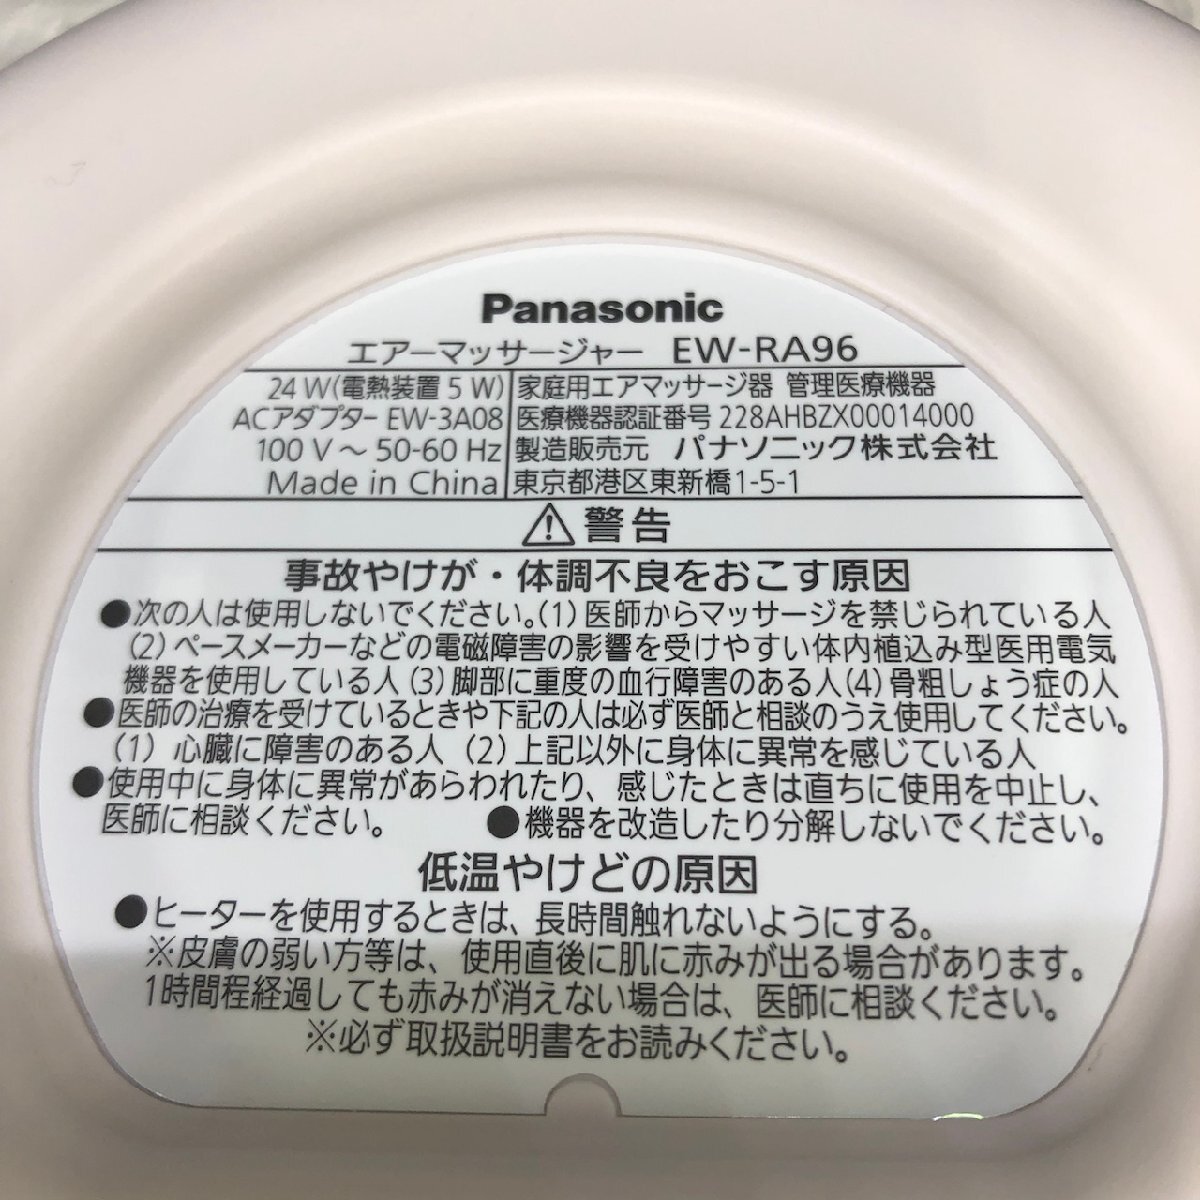 Panasonic
エアーマッサージャー EW-RA96
24 W(電熱装置 5 W)
ACアダプター EW-3A08
100 V～ 50-60 Hz
Made in China
家庭用エアマッサージ器 管理医療機器
医療機器認証番号 228AHBZX00014000
製造販売元 パナソニック株式会社
東京都港区東新橋1-5-1
⚠警告
事故やけが・体調不良をおこす原因
●次の人は使用しないでください。(1) 医師からマッサージを禁じられている人
(2) ペースメーカーなどの電磁障害の影響を受けやすい体内植込み型医用電気
機器を使用している人 (3) 脚部に重度の血行障害のある人(4) 骨粗しょう症の人
●医師の治療を受けているときや下記の人は必ず医師と相談のうえ使用してください。
(1) 心臓に障害のある人 (2) 上記以外に身体に異常を感じている人
●使用中に身体に異常があらわれたり、感じたときは直ちに使用を中止し、
医師に相談ください。 ●機器を改造したり分解しないでください。
低温やけどの原因
●ヒーターを使用するときは、長時間触れないようにする。
※皮膚の弱い方等は、使用直後に肌に赤みが出る場合があります。
1時間程経過しても赤みが消えない場合は、医師に相談ください。
※必ず取扱説明書をお読みください。